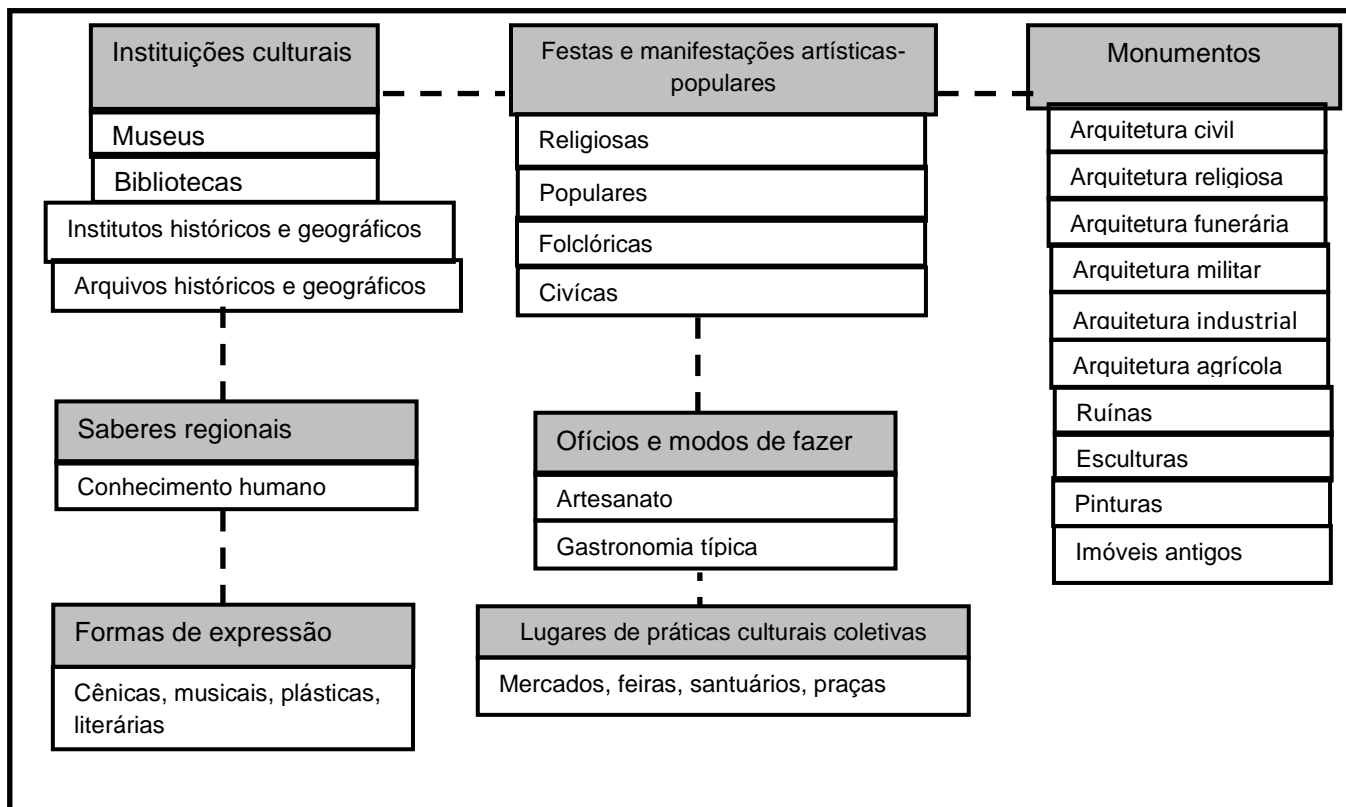 Instituições culturais
Museus
Bibliotecas
Institutos históricos e geográficos
Arquivos históricos e geográficos
Saberes regionais
Conhecimento humano
Formas de expressão
Cênicas, musicais, plásticas,
literárias
Festas e manifestações artísticas-
populares
Religiosas
Populares
Folclóricas
Civícas
Ofícios e modos de fazer
Artesanato
Gastronomia típica
Lugares de práticas culturais coletivas
Mercados, feiras, santuários, praças
Monumentos
Arquitetura civil
Arquitetura religiosa
Arquitetura funerária
Arquitetura militar
Arquitetura industrial
Arquitetura agrícola
Ruínas
Esculturas
Pinturas
Imóveis antigos